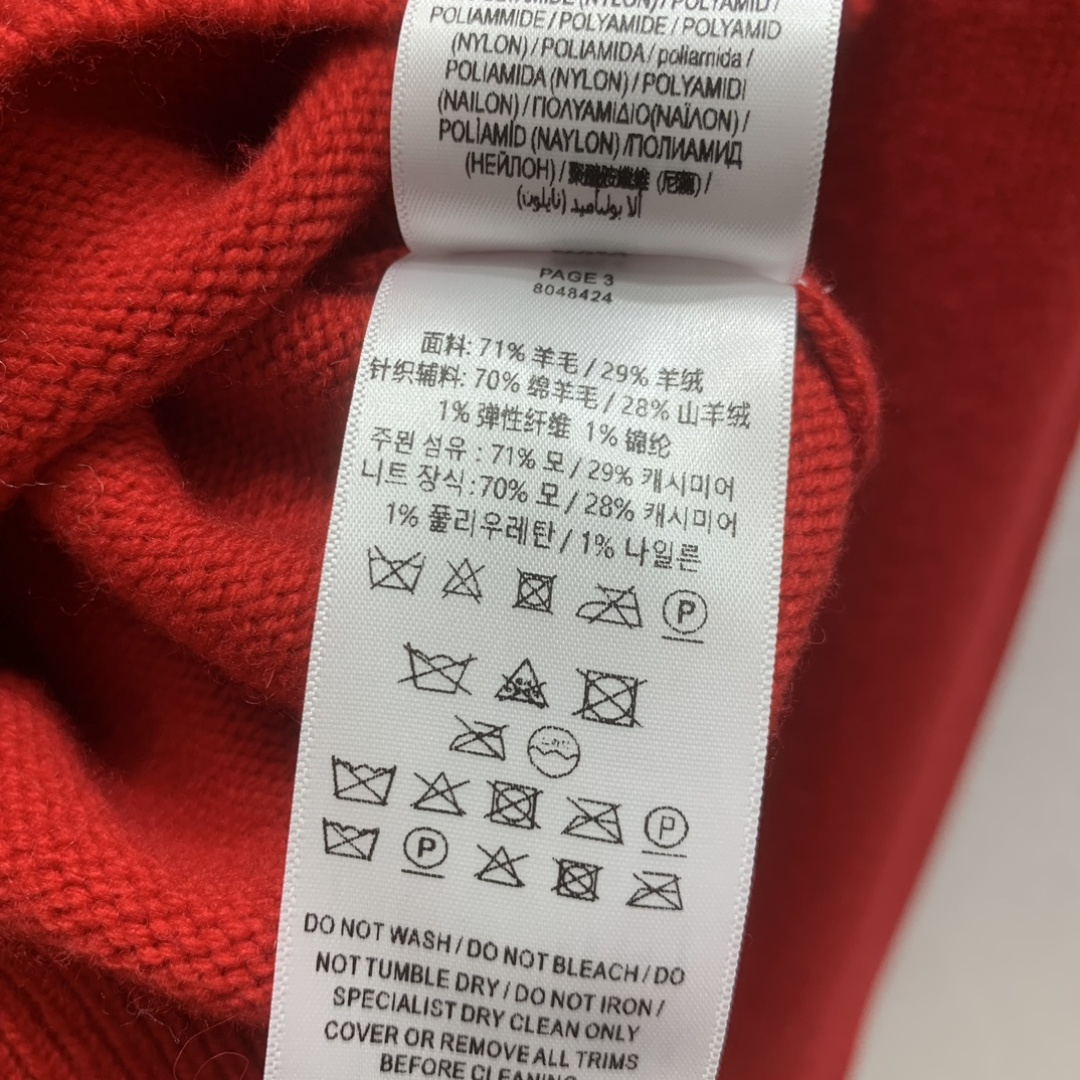 POLIAMMIDE / POLYAMIDE / POLYAMID
(NYLON) / POLIAMIDA / poliamida /
POLIAMIDA (NYLON) / POLYAMIDI
(NAILON) / ΠΟΛΥΑΜΙΔΙΟ(ΝΑΪΛΟΝ) /
POLİAMİD (NAYLON) /ПОЛИАМИД
(НЕЙЛОН) /
PAGE 3
8048424
面料: 71% 羊毛 / 29% 羊绒
针织辅料: 70% 绵羊毛 / 28% 山羊绒
1% 弹性纤维 1% 锦纶
주된 섬유 : 71% 모 / 29% 캐시미어
니트 장식 : 70% 모 / 28% 캐시미어
1% 폴리우레탄 / 1% 나일론
P
P
P
DO NOT WASH / DO NOT BLEACH / DO
NOT TUMBLE DRY / DO NOT IRON /
SPECIALIST DRY CLEAN ONLY
COVER OR REMOVE ALL TRIMS
BEFORE CLEANING